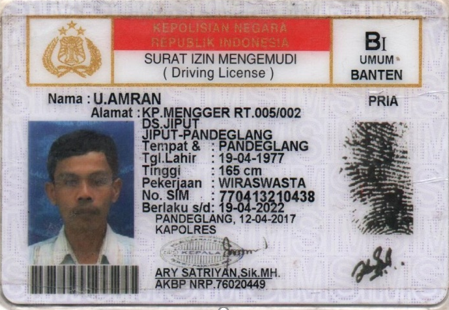 KEPOLISIAN NEGARA
REPUBLIK INDONESIA
SURAT IZIN MENGEMUDI
( Driving License )
BI
UMUM
BANTEN
Nama : U.AMRAN
PRIA
Alamat : KP.MENGGER RT.005/002
DS.JIPUT
JIPUT-PANDEGLANG
Tempat & : PANDEGLANG
Tgl.Lahir : 19-04-1977
Tinggi : 165 cm
Pekerjaan : WIRASWASTA
No. SIM : 770413210438
Berlaku s/d : 19-04-2022
PANDEGLANG, 12-04-2017
KAPOLRES
ARY SATRIYAN,Sik.MH.
AKBP NRP.76020449